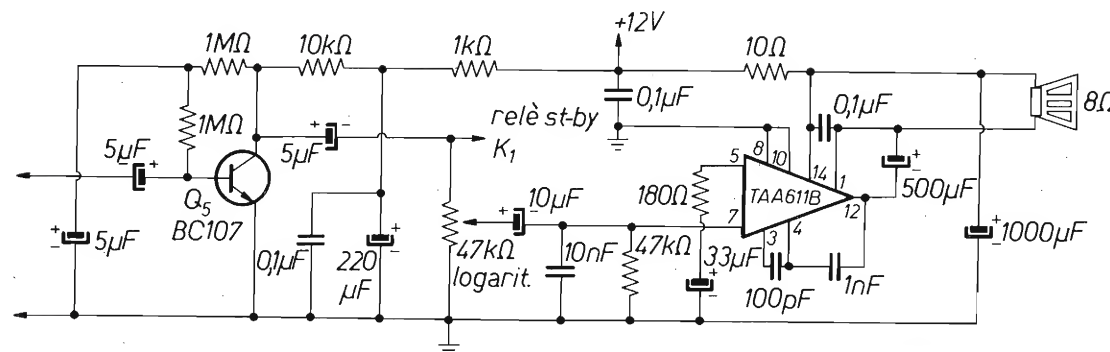 +12V
1MΩ
10kΩ
1kΩ
10Ω
8Ω
1MΩ
5µF
+
-
Q5
BC107
+
-
5µF
+
-
5µF
0,1µF
220
µF
+
-
relè st-by
K1
47kΩ
logarit.
+
-
10µF
10nF
47kΩ
0,1µF
180Ω
33µF
+
-
5
8
10
14
1
12
7
3
4
TAA611B
0,1µF
100pF
1nF
+
-
500µF
+
-
1000µF